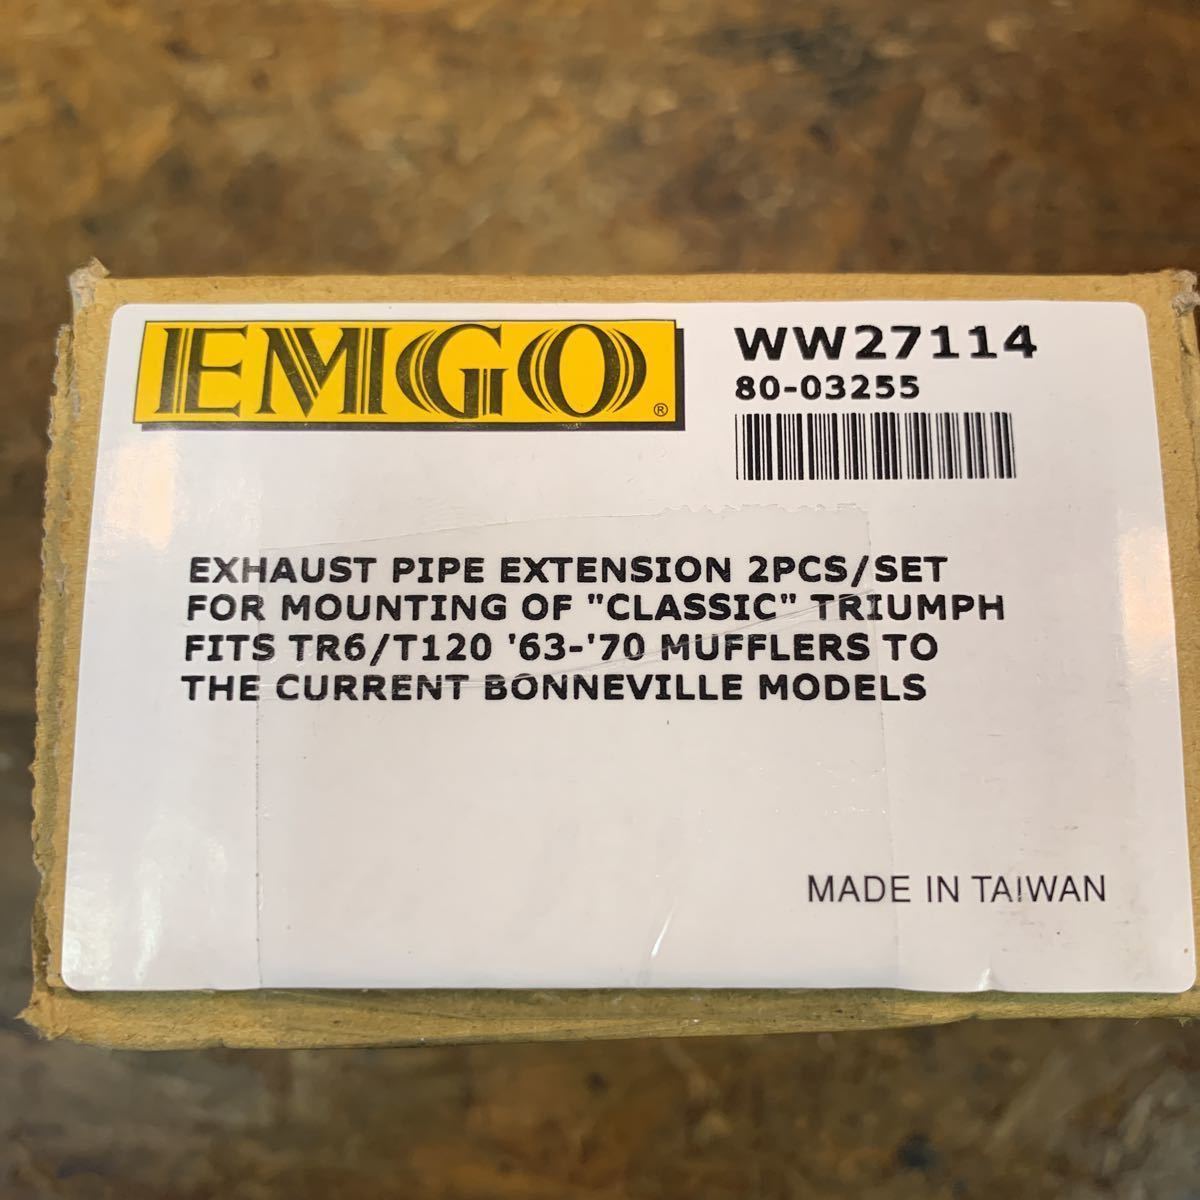 EMGO®
WW27114
80-03255
EXHAUST PIPE EXTENSION 2PCS/SET
FOR MOUNTING OF "CLASSIC" TRIUMPH
FITS TR6/T120 '63-'70 MUFFLERS TO
THE CURRENT BONNEVILLE MODELS
MADE IN TAIWAN